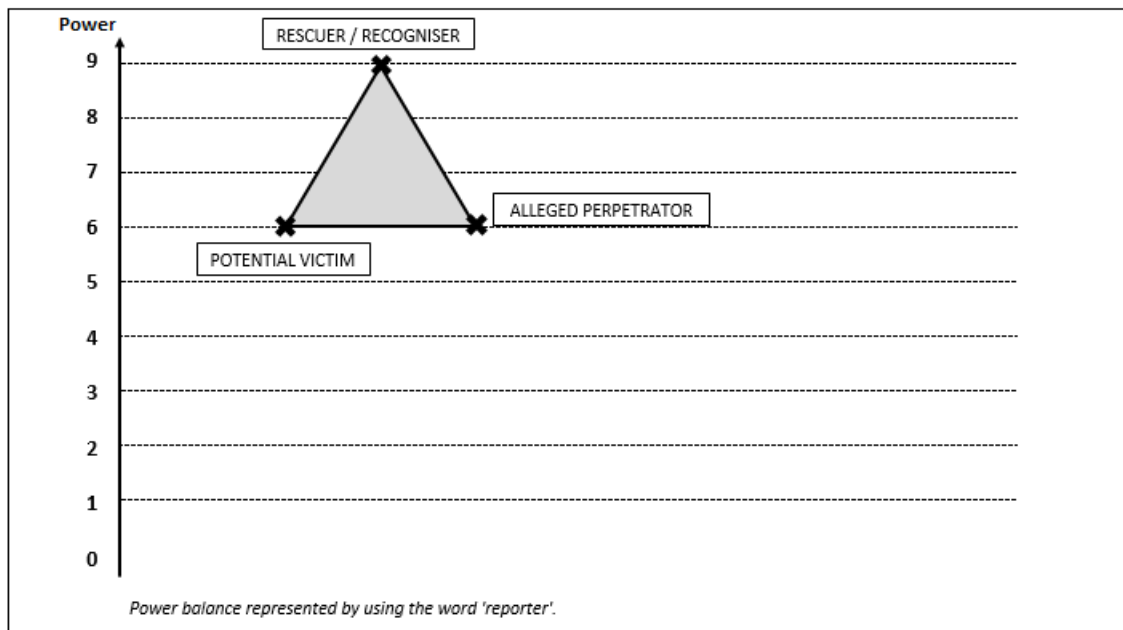 Power
RESCUER / RECOGNISER
9
8
7
ALLEGED PERPETRATOR
6
POTENTIAL VICTIM
5
4
3
2
1
0
Power balance represented by using the word 'reporter'.